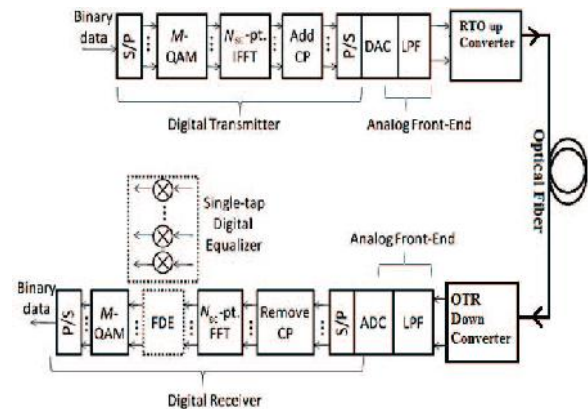 Binary
data
S/P
M-
QAM
NSC-pt.
IFFT
Add
CP
P/S
DAC
LPF
RTO up
Converter
Digital Transmitter
Analog Front-End
Optical Fiber
Single-tap
Digital
Equalizer
Analog Front-End
Binary
data
P/S
M-
QAM
FDE
NSC-pt.
FFT
Remove
CP
S/P
ADC
LPF
OTR
Down
Converter
Digital Receiver